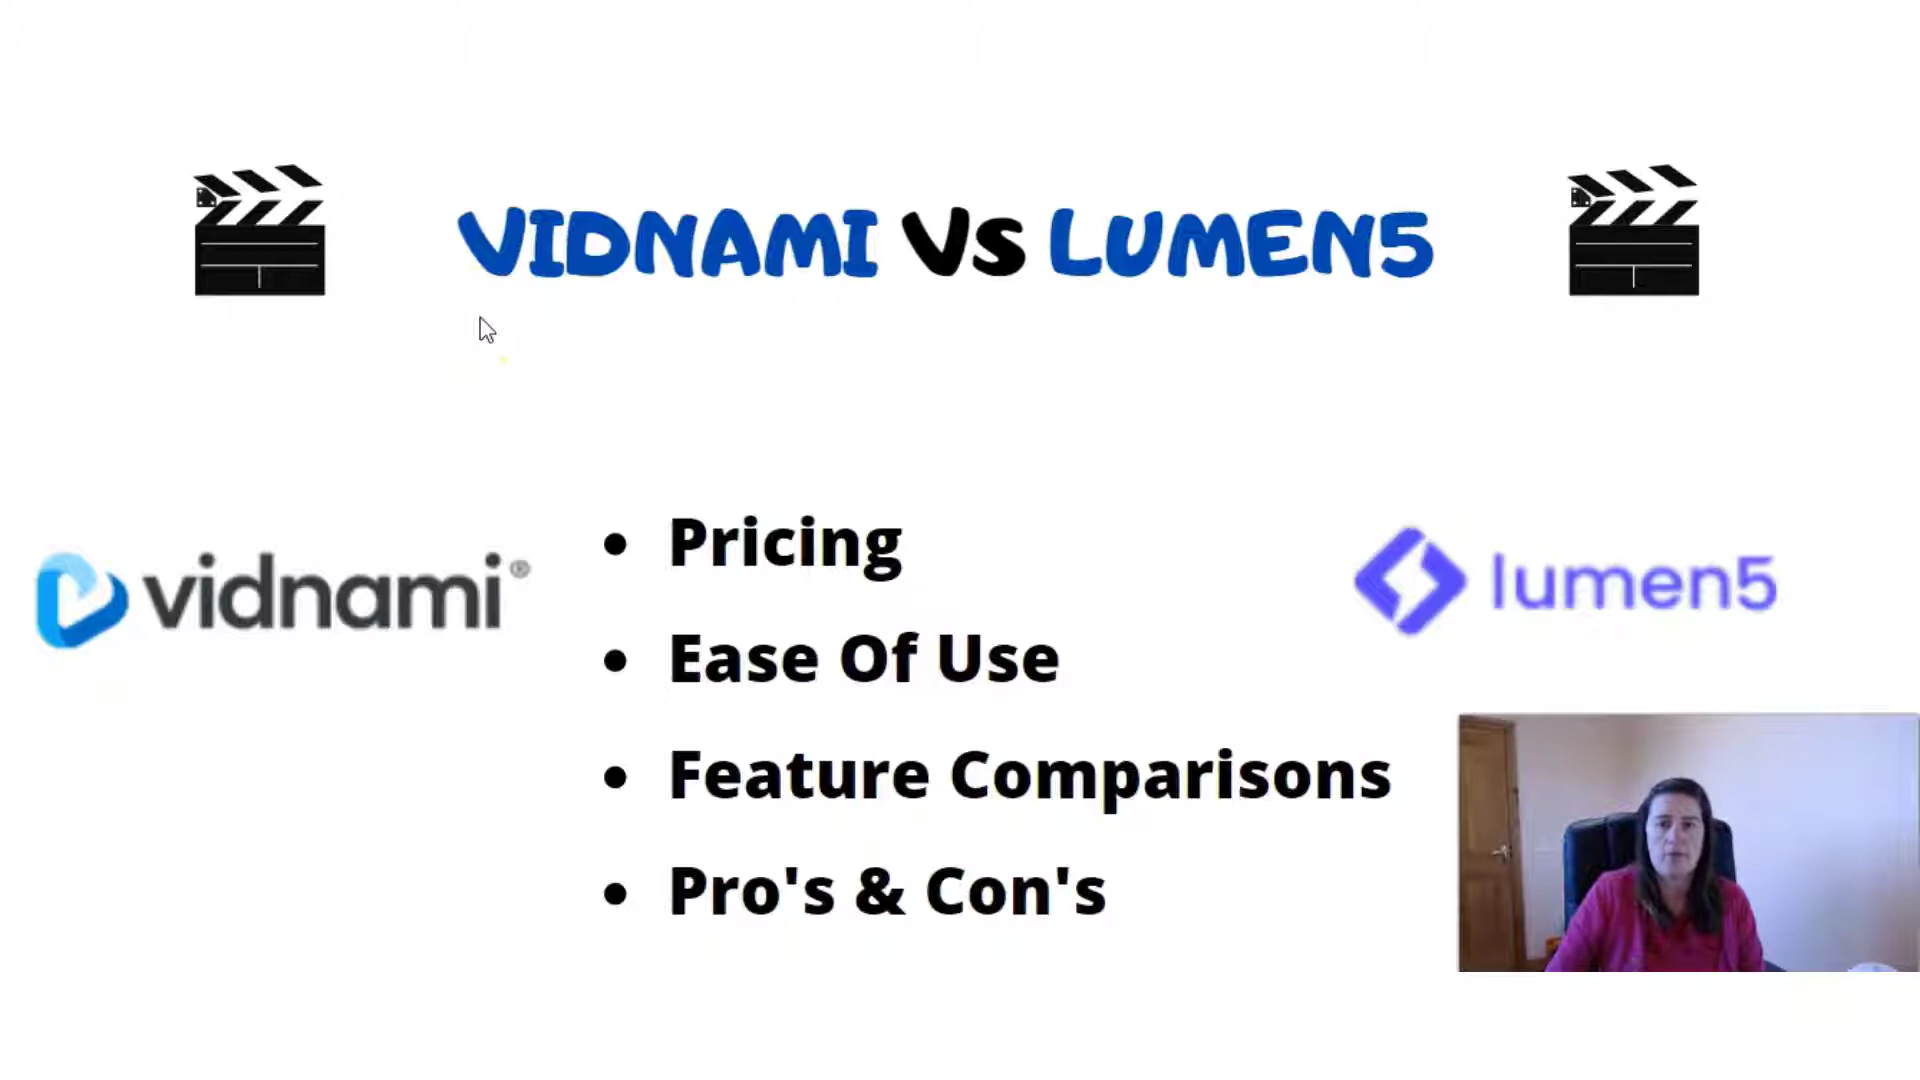 VIDNAMI Vs LUMEN5
vidnami®
• Pricing
• Ease Of Use
• Feature Comparisons
• Pro's & Con's
lumen5